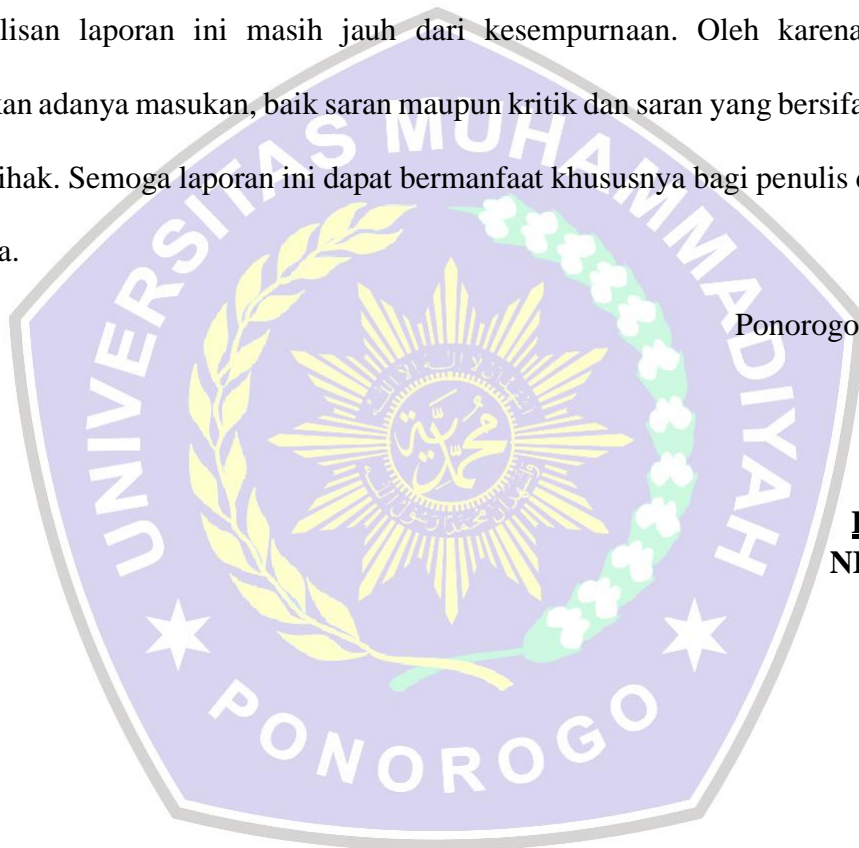 lisan laporan ini masih jauh dari kesempurnaan. Oleh karena
kan adanya masukan, baik saran maupun kritik dan saran yang bersifa
ihak. Semoga laporan ini dapat bermanfaat khususnya bagi penulis
a.
Ponorogo
UNIVERSITAS MUHAMMADIYAH
PONOROGO
محمدية